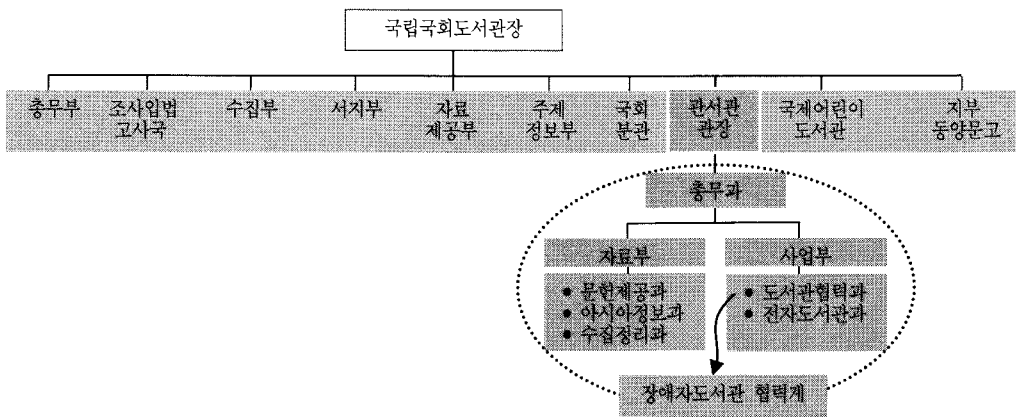 국립국회도서관장
총무부
조사입법
고사국
수집부
서지부
자료
제공부
주제
정보부
국회
분관
관서관
관장
국제어린이
도서관
지부
동양문고
총무과
자료부
사업부
• 문헌제공과
• 아시아정보과
• 수집정리과
• 도서관협력과
• 전자도서관과
장애자도서관 협력계